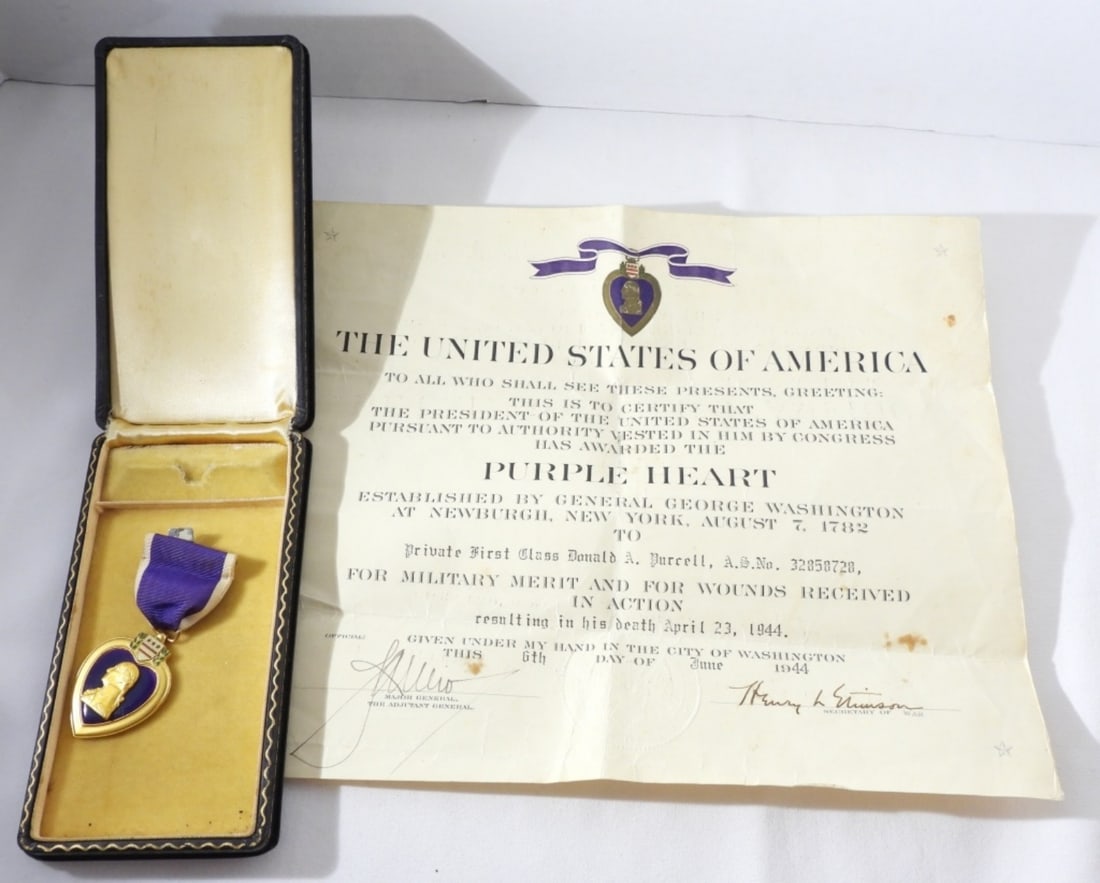 THE UNITED STATES OF AMERICA
TO ALL WHO SHALL SEE THESE PRESENTS, GREETING:
THIS IS TO CERTIFY THAT
THE PRESIDENT OF THE UNITED STATES OF AMERICA
PURSUANT TO AUTHORITY VESTED IN HIM BY CONGRESS
HAS AWARDED THE
PURPLE HEART
ESTABLISHED BY GENERAL GEORGE WASHINGTON
AT NEWBURGH, NEW YORK, AUGUST 7, 1782
TO
Private First Class Donald A. Purcell, A.S.No. 32858728,
FOR MILITARY MERIT AND FOR WOUNDS RECEIVED
IN ACTION
resulting in his death April 23, 1944.
OFFICIAL: GIVEN UNDER MY HAND IN THE CITY OF WASHINGTON
THIS 6th DAY OF June 1944
Henry L Stimson
MAJOR GENERAL, SECRETARY OF WAR
THE ADJUTANT GENERAL.